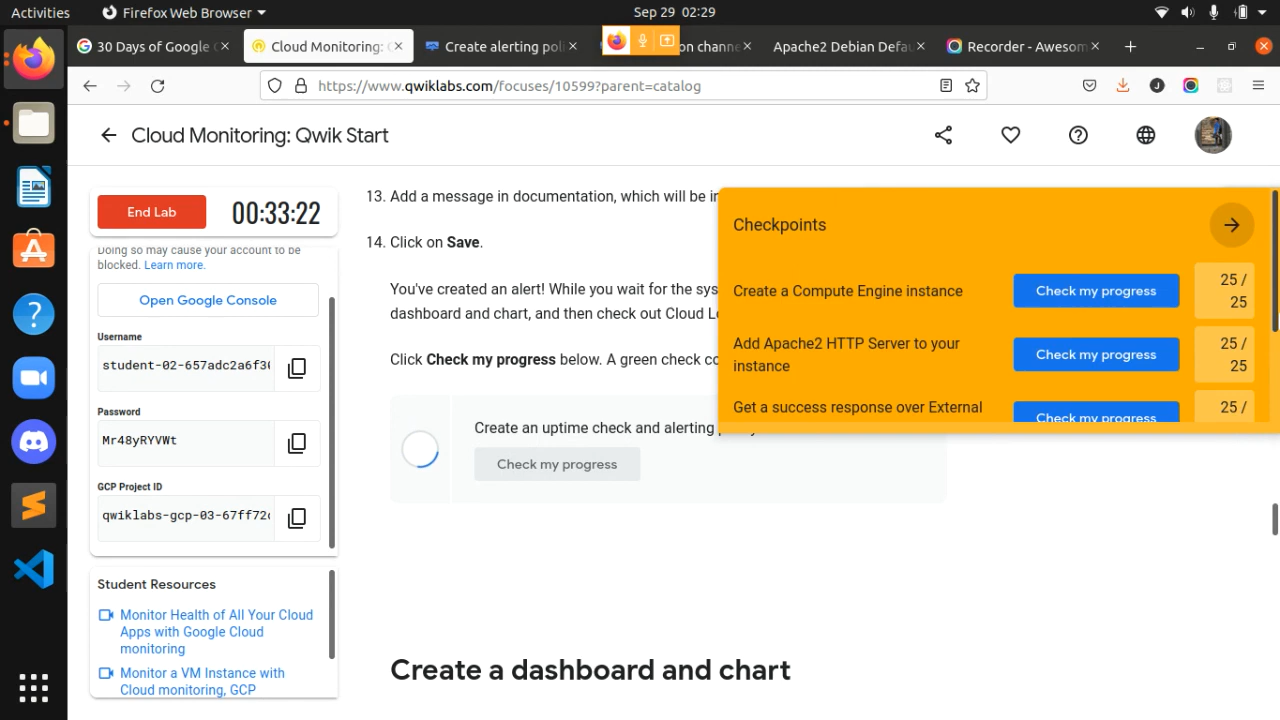 Activities
Firefox Web Browser
Sep 29 02:29
30 Days of Google
Cloud Monitoring:
Create alerting poli
on channe
Apache2 Debian Defau
Recorder - Awesom
https://www.qwiklabs.com/focuses/10599?parent=catalog
J
Cloud Monitoring: Qwik Start
End Lab
00:33:22
Doing so may cause your account to be
blocked. Learn more.
Open Google Console
Username
student-02-657adc2a6f3
Password
Mr48yRYVWt
GCP Project ID
qwiklabs-gcp-03-67ff72
Student Resources
Monitor Health of All Your Cloud
Apps with Google Cloud
monitoring
Monitor a VM Instance with
Cloud monitoring, GCP
13. Add a message in documentation, which will be in
14. Click on Save.
You've created an alert! While you wait for the sys
dashboard and chart, and then check out Cloud Lo
Click Check my progress below. A green check co
Create an uptime check and alerting
Check my progress
Create a dashboard and chart
Checkpoints
Create a Compute Engine instance
Check my progress
25 /
25
Add Apache2 HTTP Server to your
instance
Check my progress
25 /
25
Get a success response over External
Check my progress
25 /